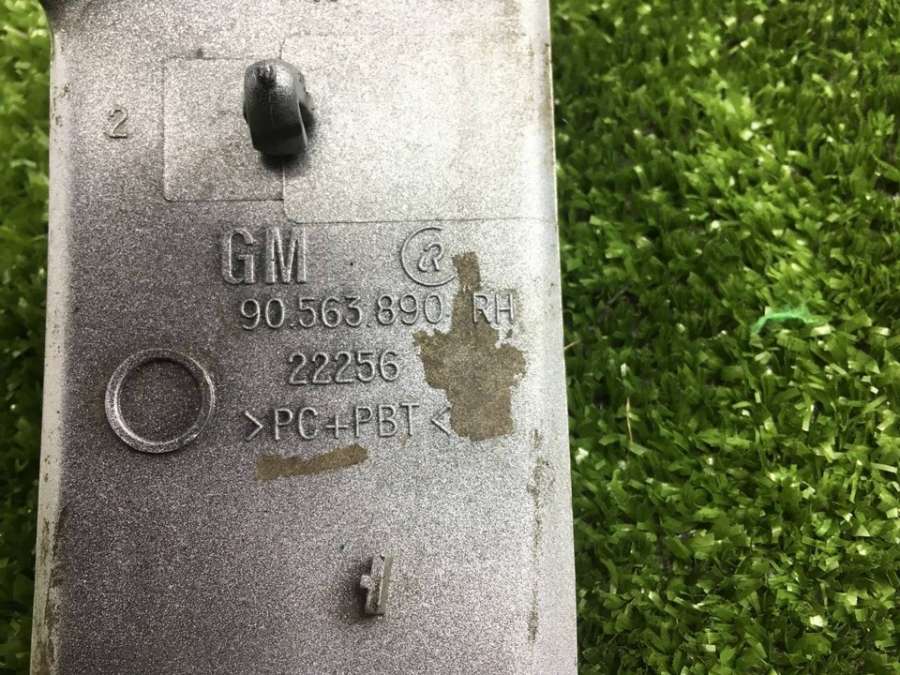 2
GM R
90.563.890 RH
22256
>PC+PBT<